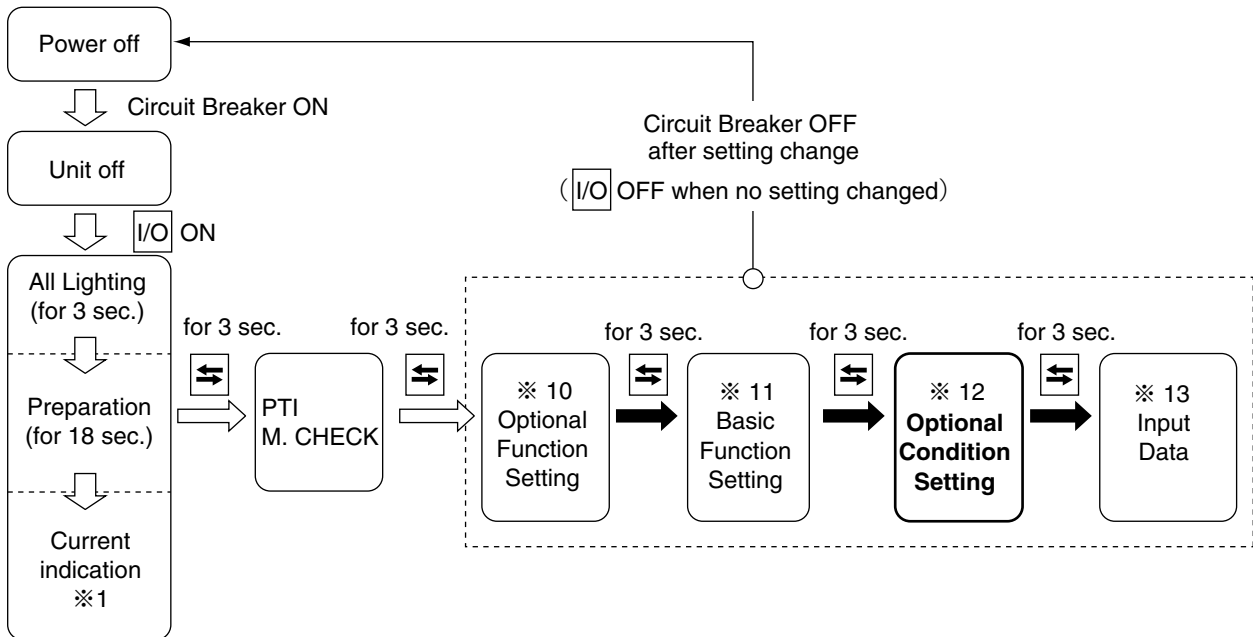 Power off
Circuit Breaker ON
Unit off
I/O ON
All Lighting
(for 3 sec.)
Preparation
(for 18 sec.)
Current
indication
※1
for 3 sec.
PTI
M. CHECK
for 3 sec.
Circuit Breaker OFF
after setting change
( I/O OFF when no setting changed)
※ 10
Optional
Function
Setting
for 3 sec.
※ 11
Basic
Function
Setting
for 3 sec.
※ 12
Optional
Condition
Setting
for 3 sec.
※ 13
Input
Data